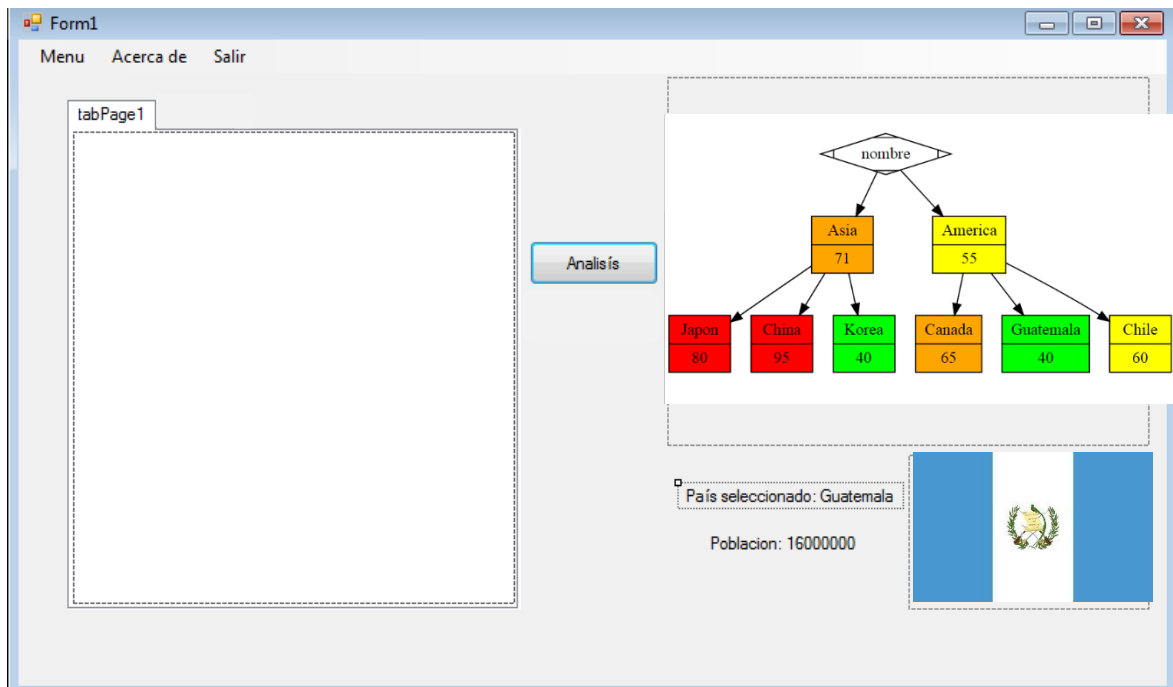 Form1
Menu Acerca de Salir
tabPage1
nombre
Asia America
71 55
Analisís
Japon China Korea Canada Guatemala Chile
80 95 40 65 40 60
País seleccionado: Guatemala
Poblacion: 16000000